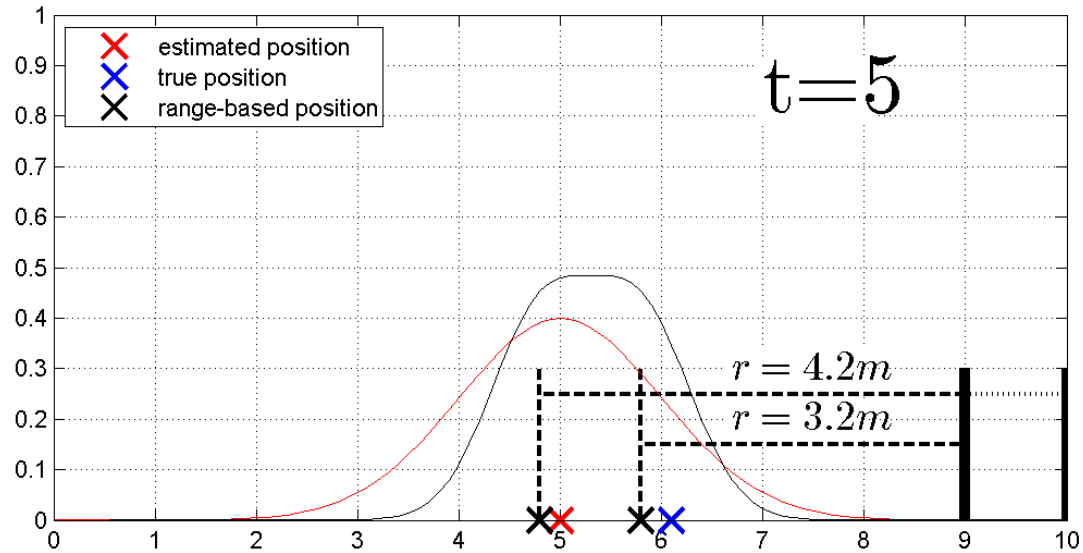 1
0.9
0.8
0.7
0.6
0.5
0.4
0.3
0.2
0.1
0
estimated position
true position
range-based position
t=5
r = 4.2m
r = 3.2m
0 1 2 3 4 5 6 7 8 9 10